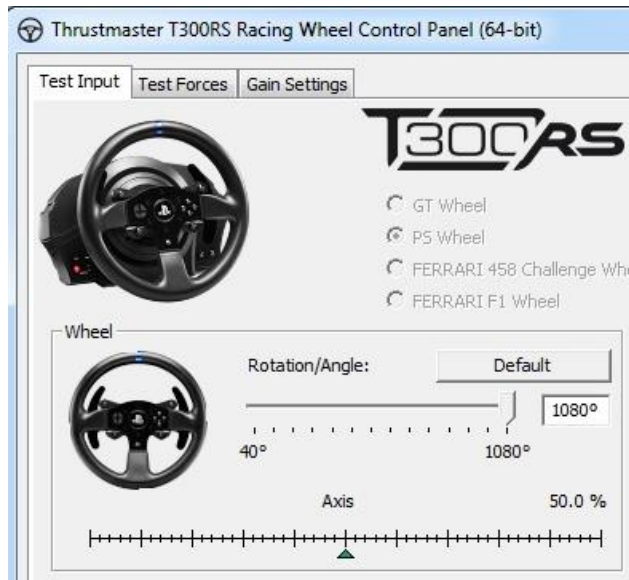 Thrustmaster T300RS Racing Wheel Control Panel (64-bit)
Test Input Test Forces Gain Settings
T300RS
GT Wheel
PS Wheel
FERRARI 458 Challenge Whe
FERRARI F1 Wheel
Wheel
Rotation/Angle: Default
1080°
40° 1080°
Axis 50.0 %